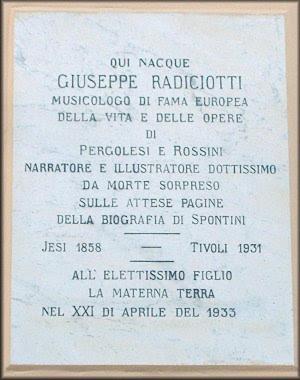 QUI NACQUE
GIUSEPPE RADICIOTTI
MUSICOLOGO DI FAMA EUROPEA
DELLA VITA E DELLE OPERE
DI
PERGOLESI E ROSSINI
NARRATORE E ILLUSTRATORE DOTTISSIMO
DA MORTE SORPRESO
SULLE ATTESE PAGINE
DELLA BIOGRAFIA DI SPONTINI
JESI 1858 — TIVOLI 1931
ALL' ELETTISSIMO FIGLIO
LA MATERNA TERRA
NEL XXI DI APRILE DEL 1933